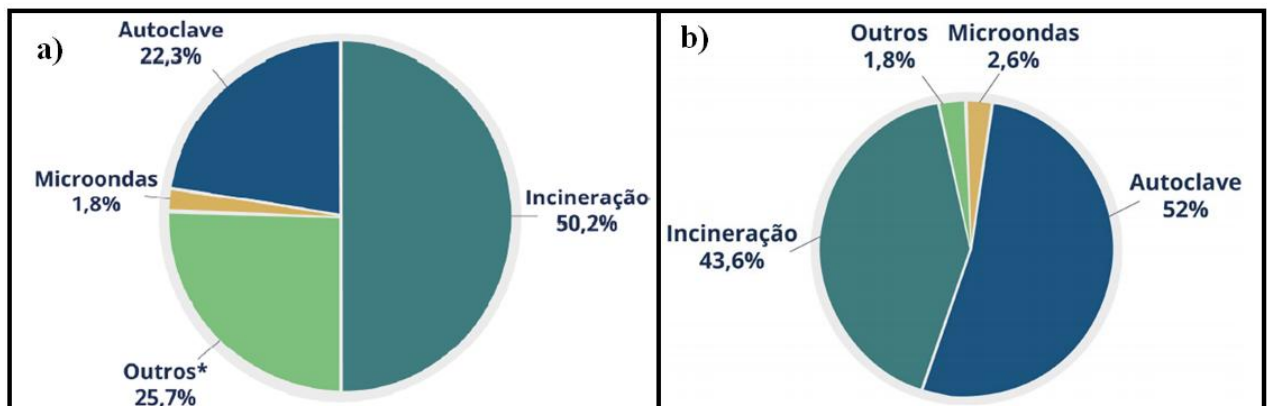 a)
Autoclave
22,3%
Microondas
1,8%
Incineração
50,2%
Outros*
25,7%
b)
Outros
1,8%
Microondas
2,6%
Autoclave
52%
Incineração
43,6%